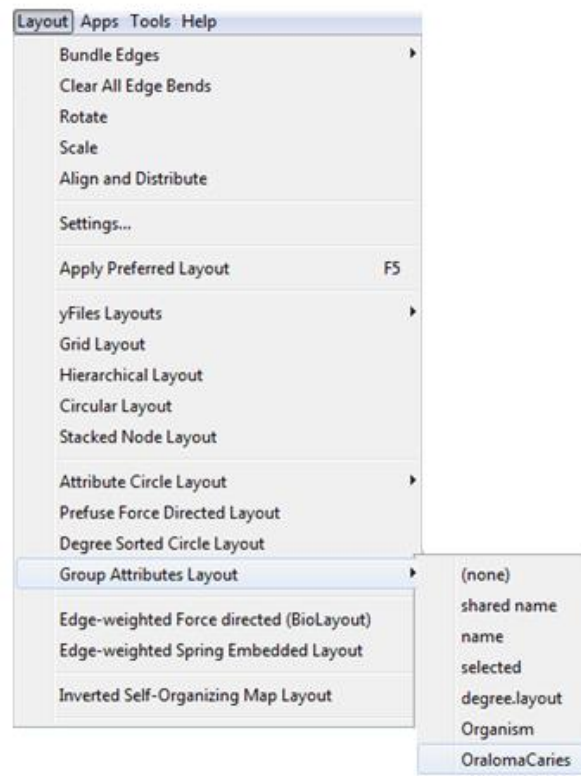 Layout Apps Tools Help
Bundle Edges
Clear All Edge Bends
Rotate
Scale
Align and Distribute
Settings...
Apply Preferred Layout F5
yFiles Layouts
Grid Layout
Hierarchical Layout
Circular Layout
Stacked Node Layout
Attribute Circle Layout
Prefuse Force Directed Layout
Degree Sorted Circle Layout
Group Attributes Layout
Edge-weighted Force directed (BioLayout)
Edge-weighted Spring Embedded Layout
Inverted Self-Organizing Map Layout
(none)
shared name
name
selected
degree.layout
Organism
OralomaCaries